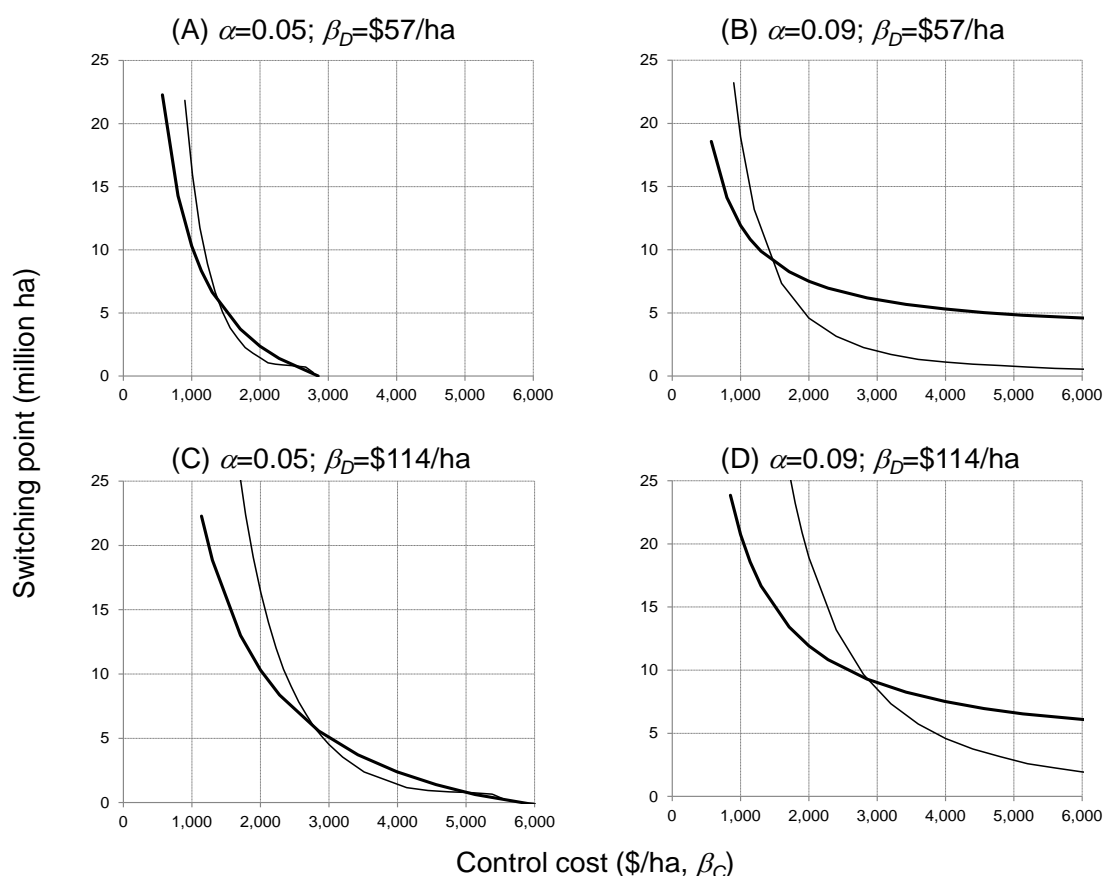 (A) α=0.05; β_D=$57/ha
(B) α=0.09; β_D=$57/ha
25
20
15
10
5
0
0 1,000 2,000 3,000 4,000 5,000 6,000
25
20
15
10
5
0
0 1,000 2,000 3,000 4,000 5,000 6,000
Switching point (million ha)
(C) α=0.05; β_D=$114/ha
(D) α=0.09; β_D=$114/ha
25
20
15
10
5
0
0 1,000 2,000 3,000 4,000 5,000 6,000
25
20
15
10
5
0
0 1,000 2,000 3,000 4,000 5,000 6,000
Control cost ($/ha, β_C)